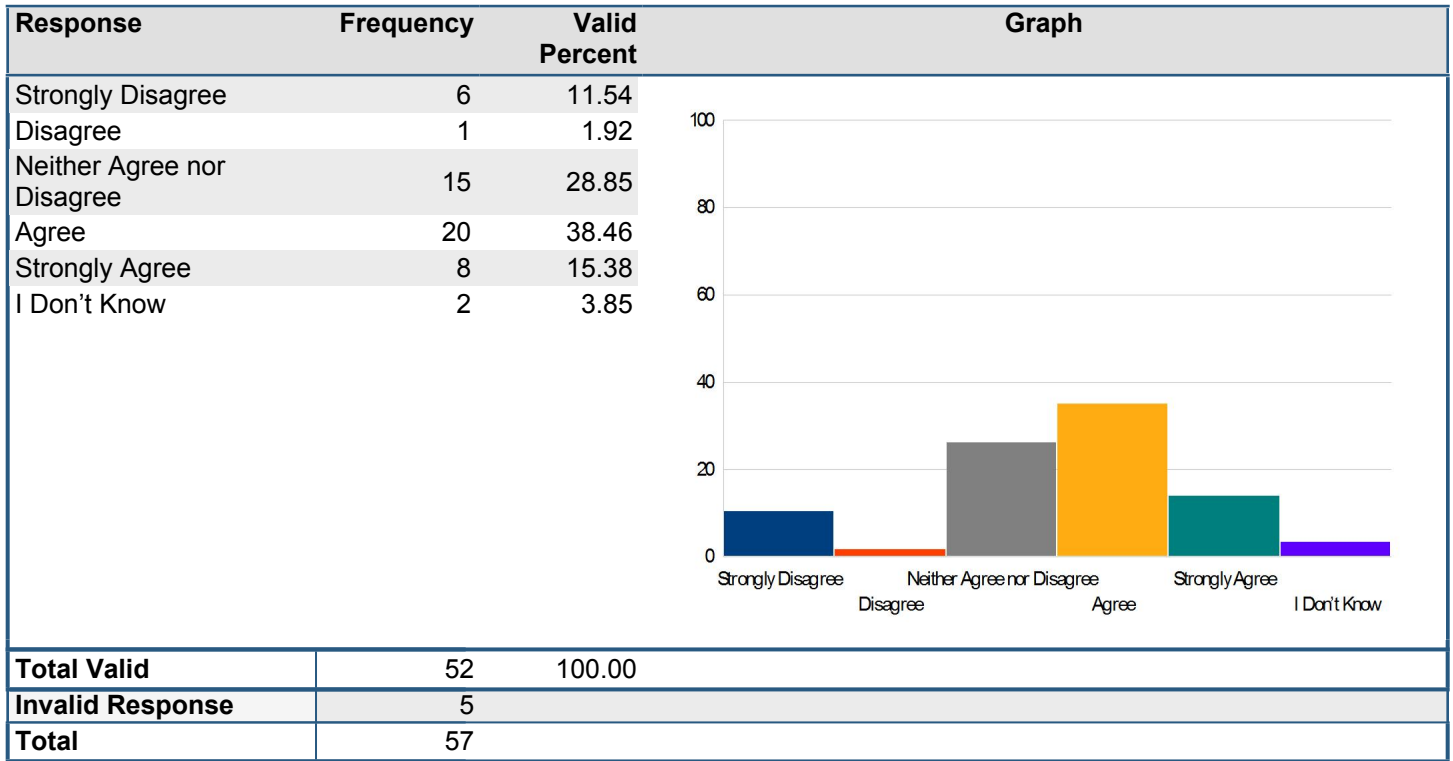 Response Frequency Valid Percent Graph
Strongly Disagree 6 11.54
Disagree 1 1.92
Neither Agree nor
Disagree 15 28.85
Agree 20 38.46
Strongly Agree 8 15.38
I Don’t Know 2 3.85
100
80
60
40
20
0
Strongly Disagree Neither Agree nor Disagree Strongly Agree
Disagree Agree I Don't Know
Total Valid 52 100.00
Invalid Response 5
Total 57